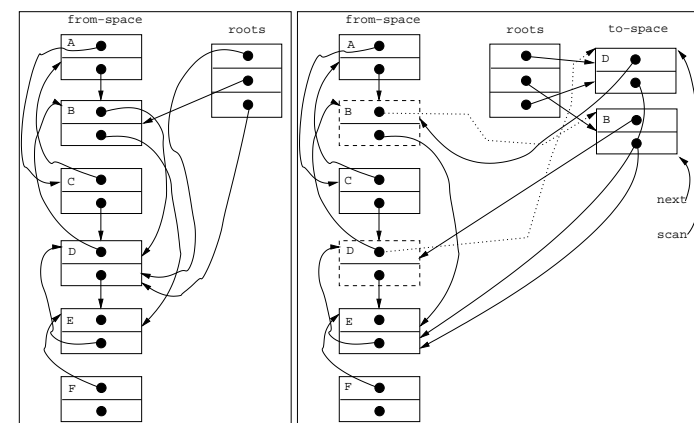 from-space
roots
A
B
C
D
E
F
from-space
roots
to-space
A
B
C
D
E
F
D
B
next
scan